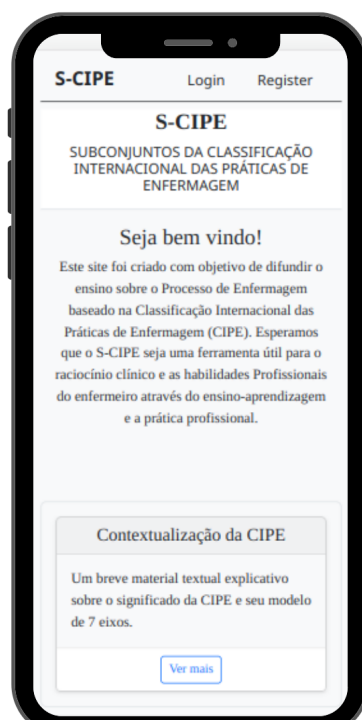 S-CIPE Login Register
S-CIPE
SUBCONJUNTOS DA CLASSIFICAÇÃO
INTERNACIONAL DAS PRÁTICAS DE
ENFERMAGEM
Seja bem vindo!
Este site foi criado com objetivo de difundir o
ensino sobre o Processo de Enfermagem
baseado na Classificação Internacional das
Práticas de Enfermagem (CIPE). Esperamos
que o S-CIPE seja uma ferramenta útil para o
raciocínio clínico e as habilidades Profissionais
do enfermeiro através do ensino-aprendizagem
e a prática profissional.
Contextualização da CIPE
Um breve material textual explicativo
sobre o significado da CIPE e seu modelo
de 7 eixos.
Ver mais